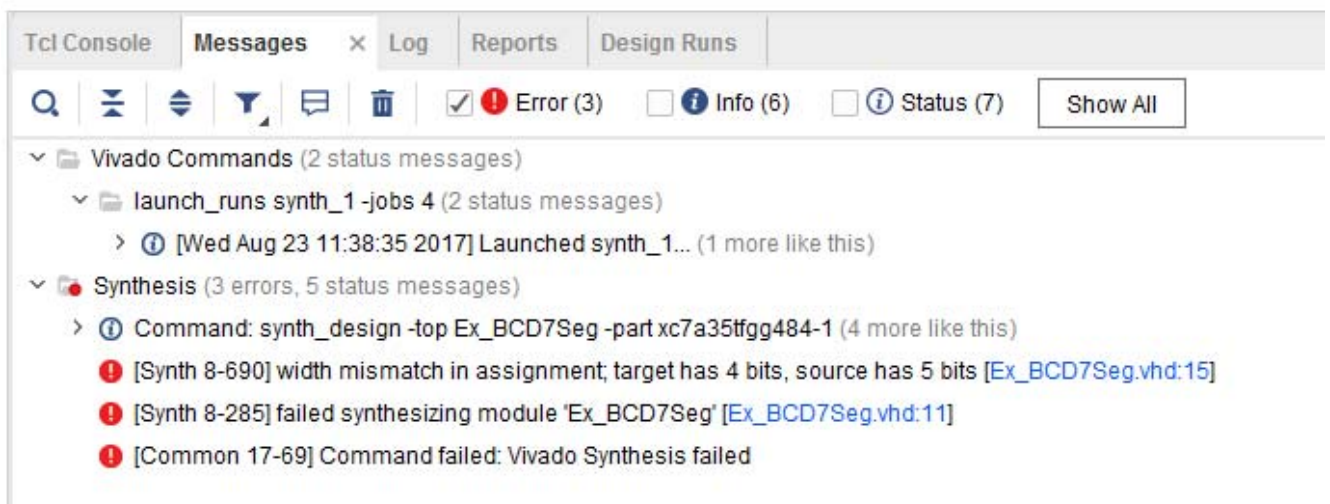 Tcl Console Messages × Log Reports Design Runs
Error (3) Info (6) Status (7) Show All
Vivado Commands (2 status messages)
launch_runs synth_1 -jobs 4 (2 status messages)
[Wed Aug 23 11:38:35 2017] Launched synth_1... (1 more like this)
Synthesis (3 errors, 5 status messages)
Command: synth_design -top Ex_BCD7Seg -part xc7a35tfgg484-1 (4 more like this)
[Synth 8-690] width mismatch in assignment; target has 4 bits, source has 5 bits [Ex_BCD7Seg.vhd:15]
[Synth 8-285] failed synthesizing module 'Ex_BCD7Seg' [Ex_BCD7Seg.vhd:11]
[Common 17-69] Command failed: Vivado Synthesis failed